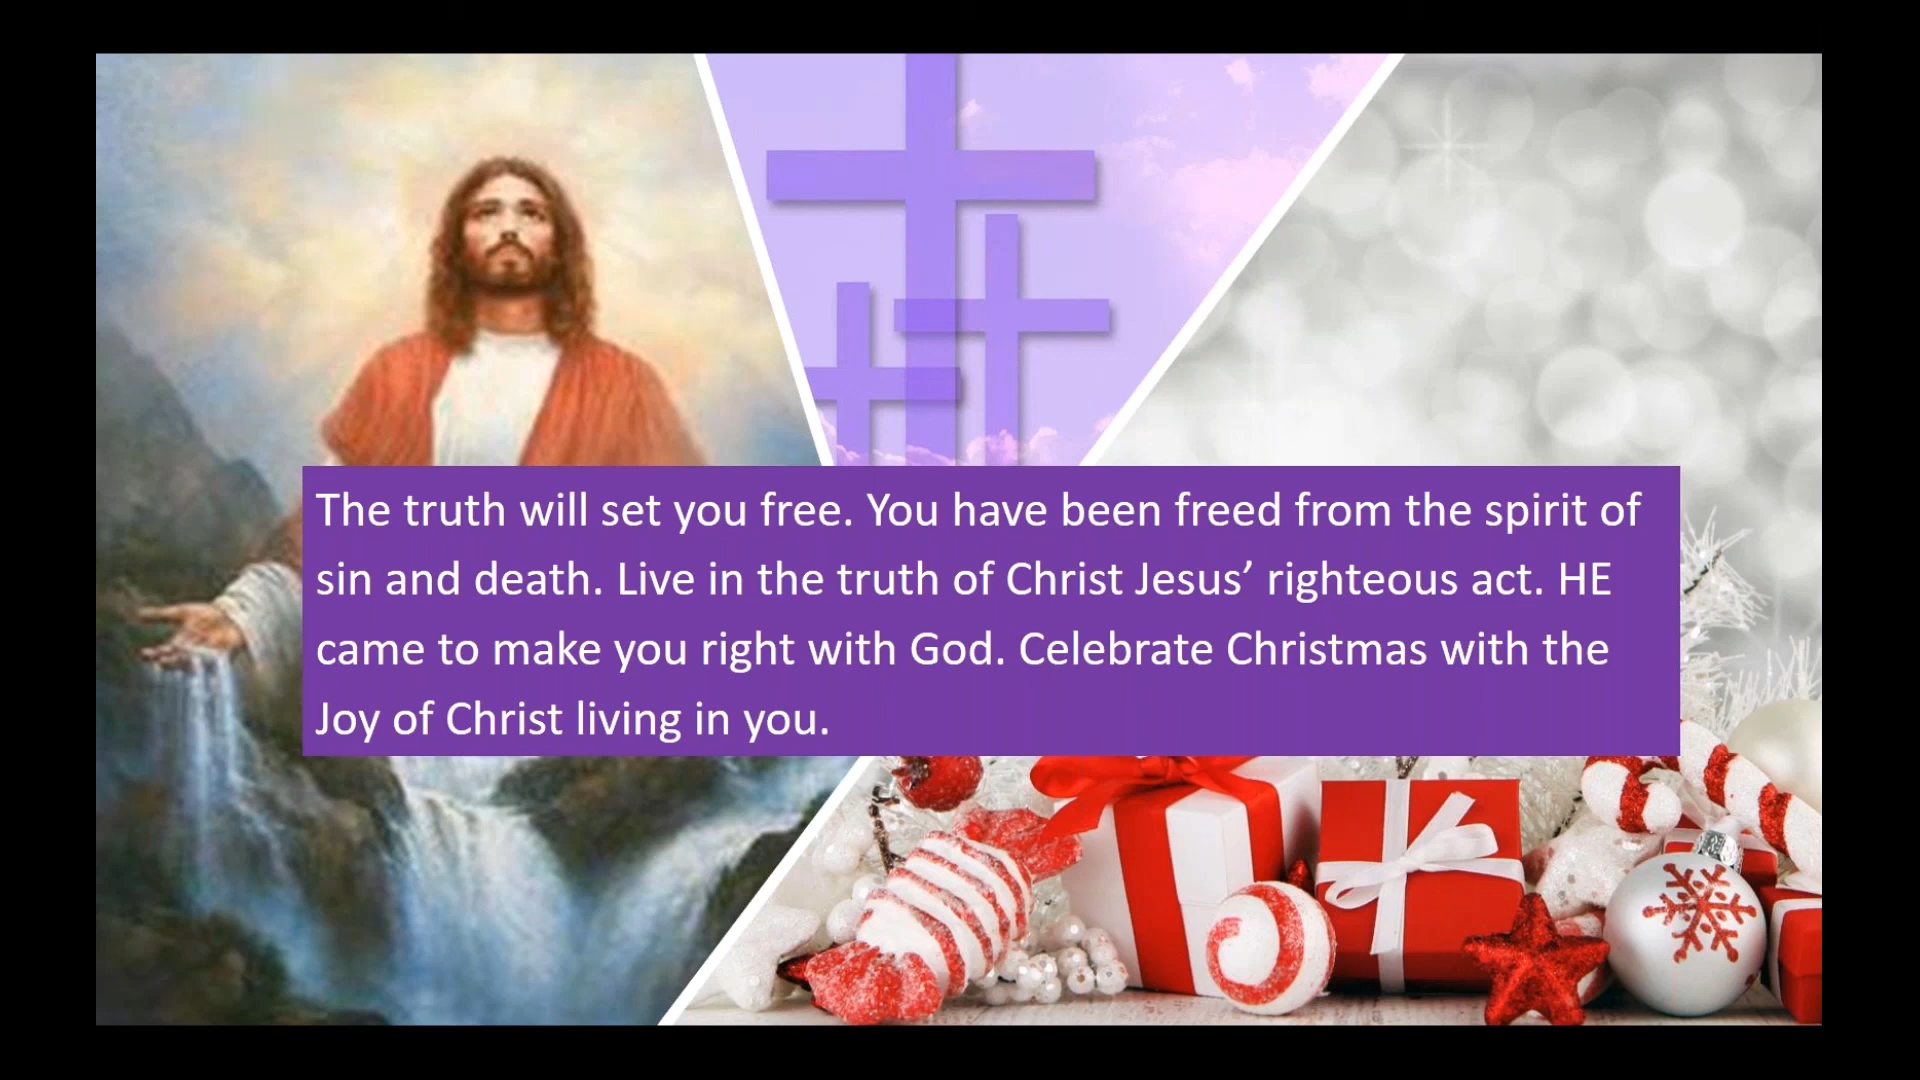 The truth will set you free. You have been freed from the spirit of
sin and death. Live in the truth of Christ Jesus’ righteous act. HE
came to make you right with God. Celebrate Christmas with the
Joy of Christ living in you.